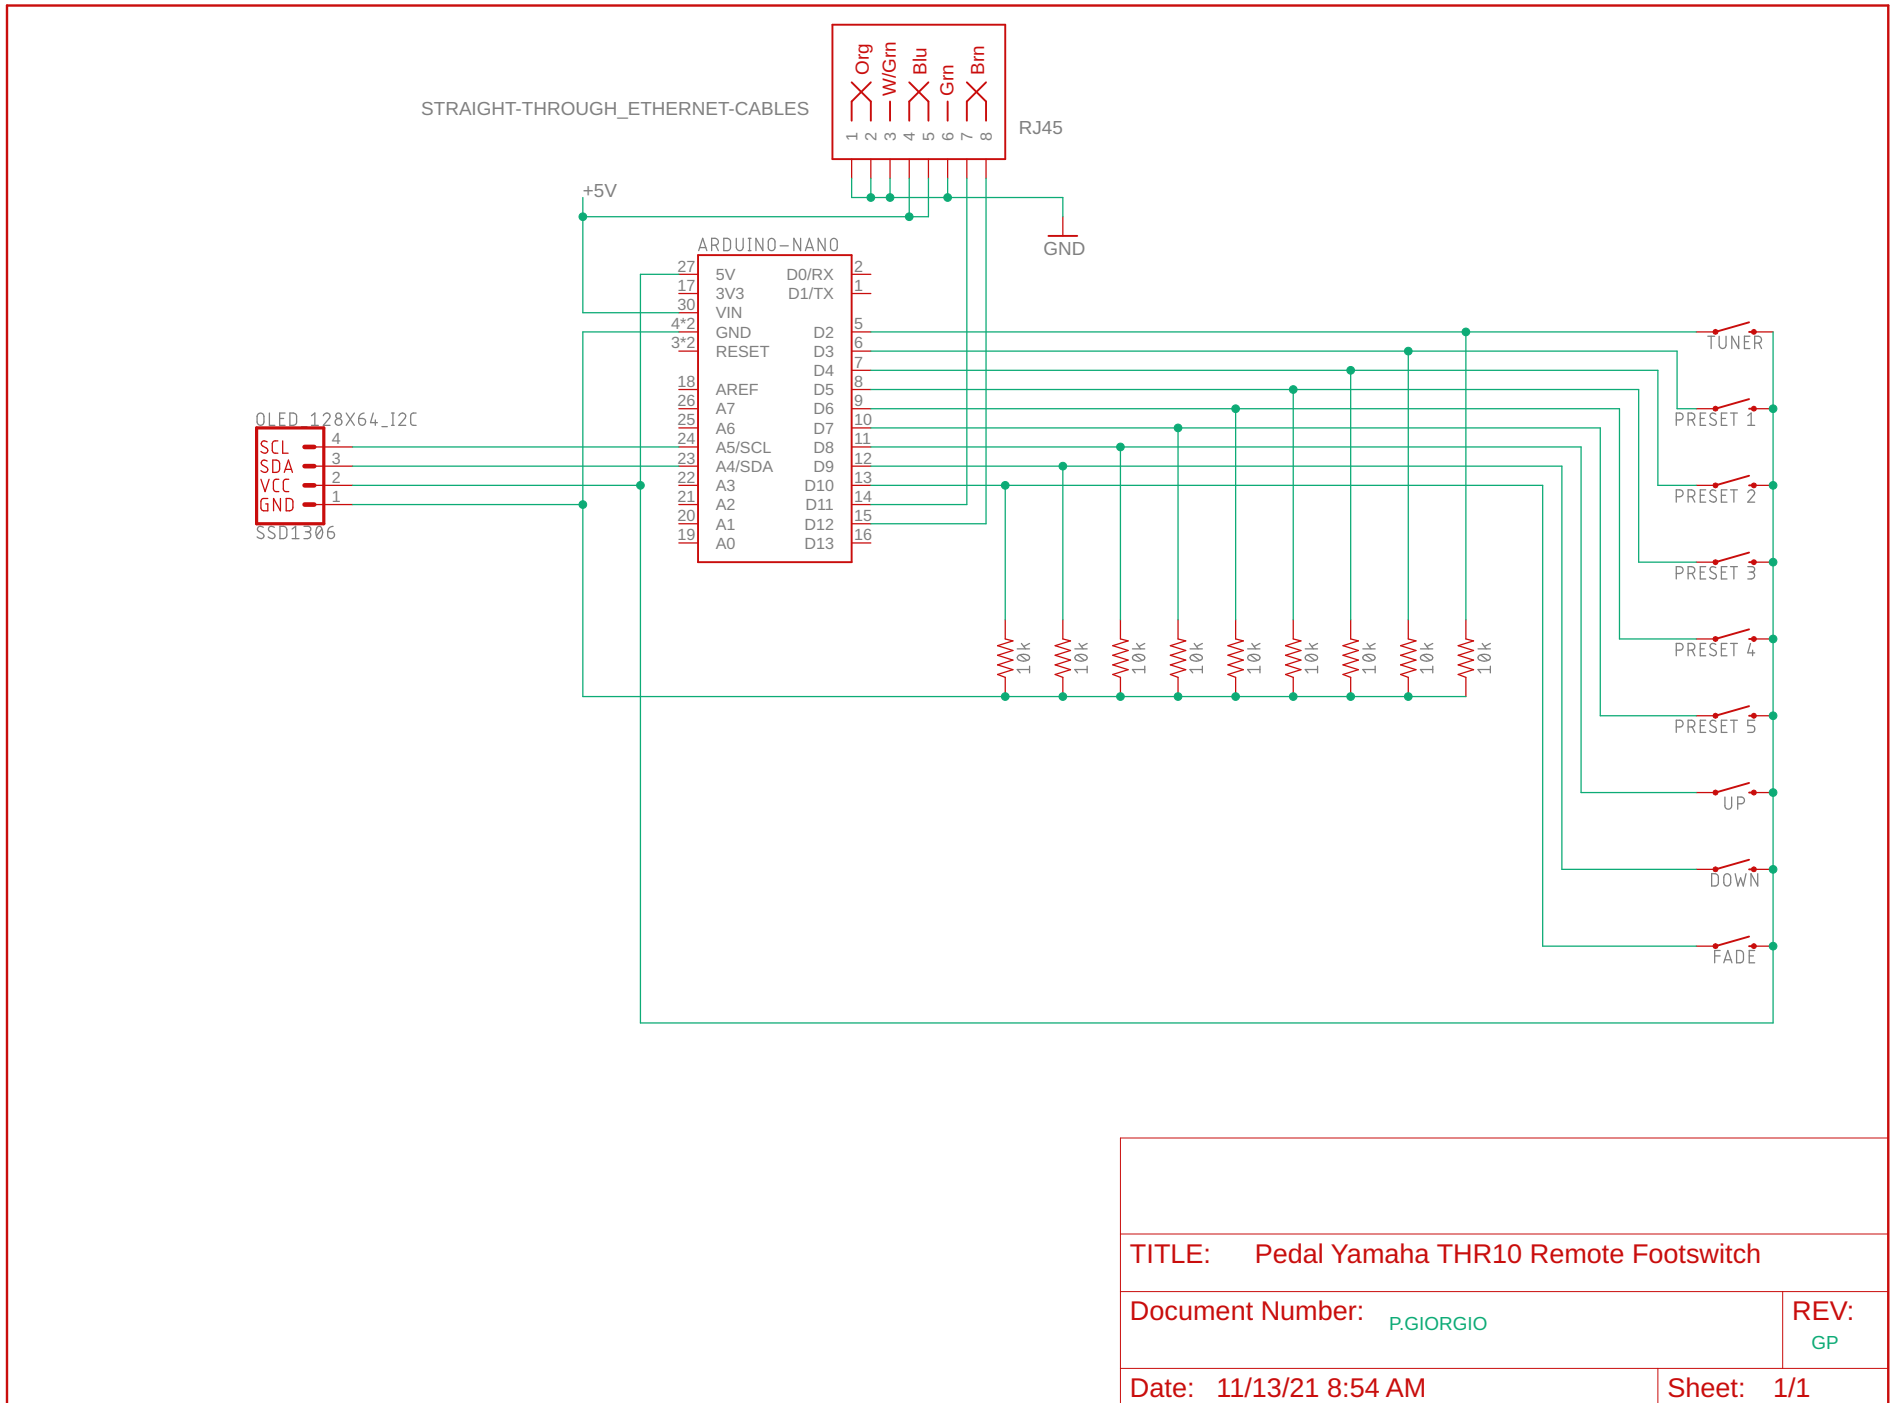 Org
W/Grn
Blu
Grn
Brn
1 2 3 4 5 6 7 8
STRAIGHT-THROUGH_ETHERNET-CABLES
RJ45
+5V
GND
ARDUINO-NANO
27 5V D0/RX 2
17 3V3 D1/TX 1
30 VIN
4*2 GND D2 5
3*2 RESET D3 6
D4 7
18 AREF D5 8
26 A7 D6 9
25 A6 D7 10
24 A5/SCL D8 11
23 A4/SDA D9 12
22 A3 D10 13
21 A2 D11 14
20 A1 D12 15
19 A0 D13 16
OLED_128X64_I2C
SCL 4
SDA 3
VCC 2
GND 1
SSD1306
10k 10k 10k 10k 10k 10k 10k 10k 10k
TUNER
PRESET 1
PRESET 2
PRESET 3
PRESET 4
PRESET 5
UP
DOWN
FADE
TITLE: Pedal Yamaha THR10 Remote Footswitch
Document Number: P.GIORGIO
REV:
GP
Date: 11/13/21 8:54 AM
Sheet: 1/1